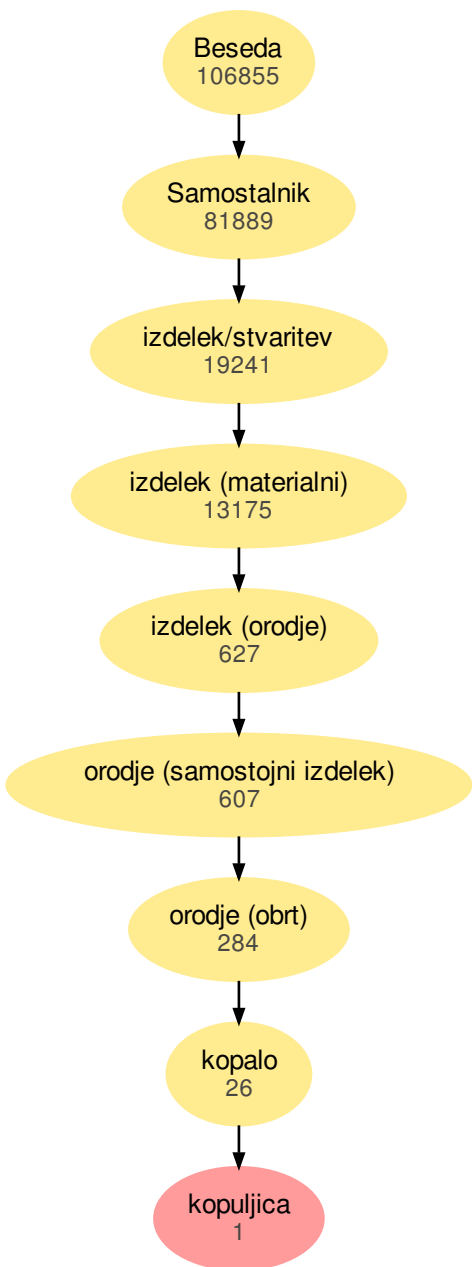 Beseda
106855
Samostalnik
81889
izdelek/stvaritev
19241
izdelek (materialni)
13175
izdelek (orodje)
627
orodje (samostojni izdelek)
607
orodje (obrt)
284
kopalo
26
kopuljica
1